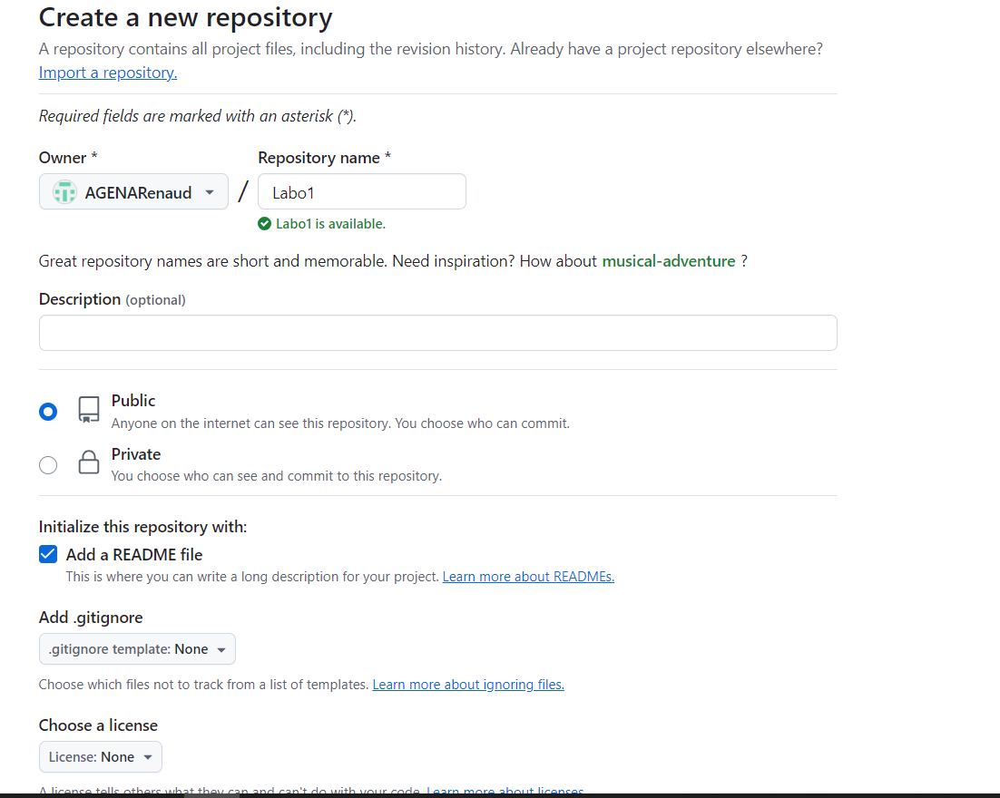 Create a new repository
A repository contains all project files, including the revision history. Already have a project repository elsewhere?
Import a repository.
Required fields are marked with an asterisk (*).
Owner *
Repository name *
AGENARenaud
/
Labo1
Labo1 is available.
Great repository names are short and memorable. Need inspiration? How about musical-adventure ?
Description (optional)
Public
Anyone on the internet can see this repository. You choose who can commit.
Private
You choose who can see and commit to this repository.
Initialize this repository with:
Add a README file
This is where you can write a long description for your project. Learn more about READMEs.
Add .gitignore
.gitignore template: None
Choose which files not to track from a list of templates. Learn more about ignoring files.
Choose a license
License: None
A license tells others what they can and can't do with your code. Learn more about licenses.